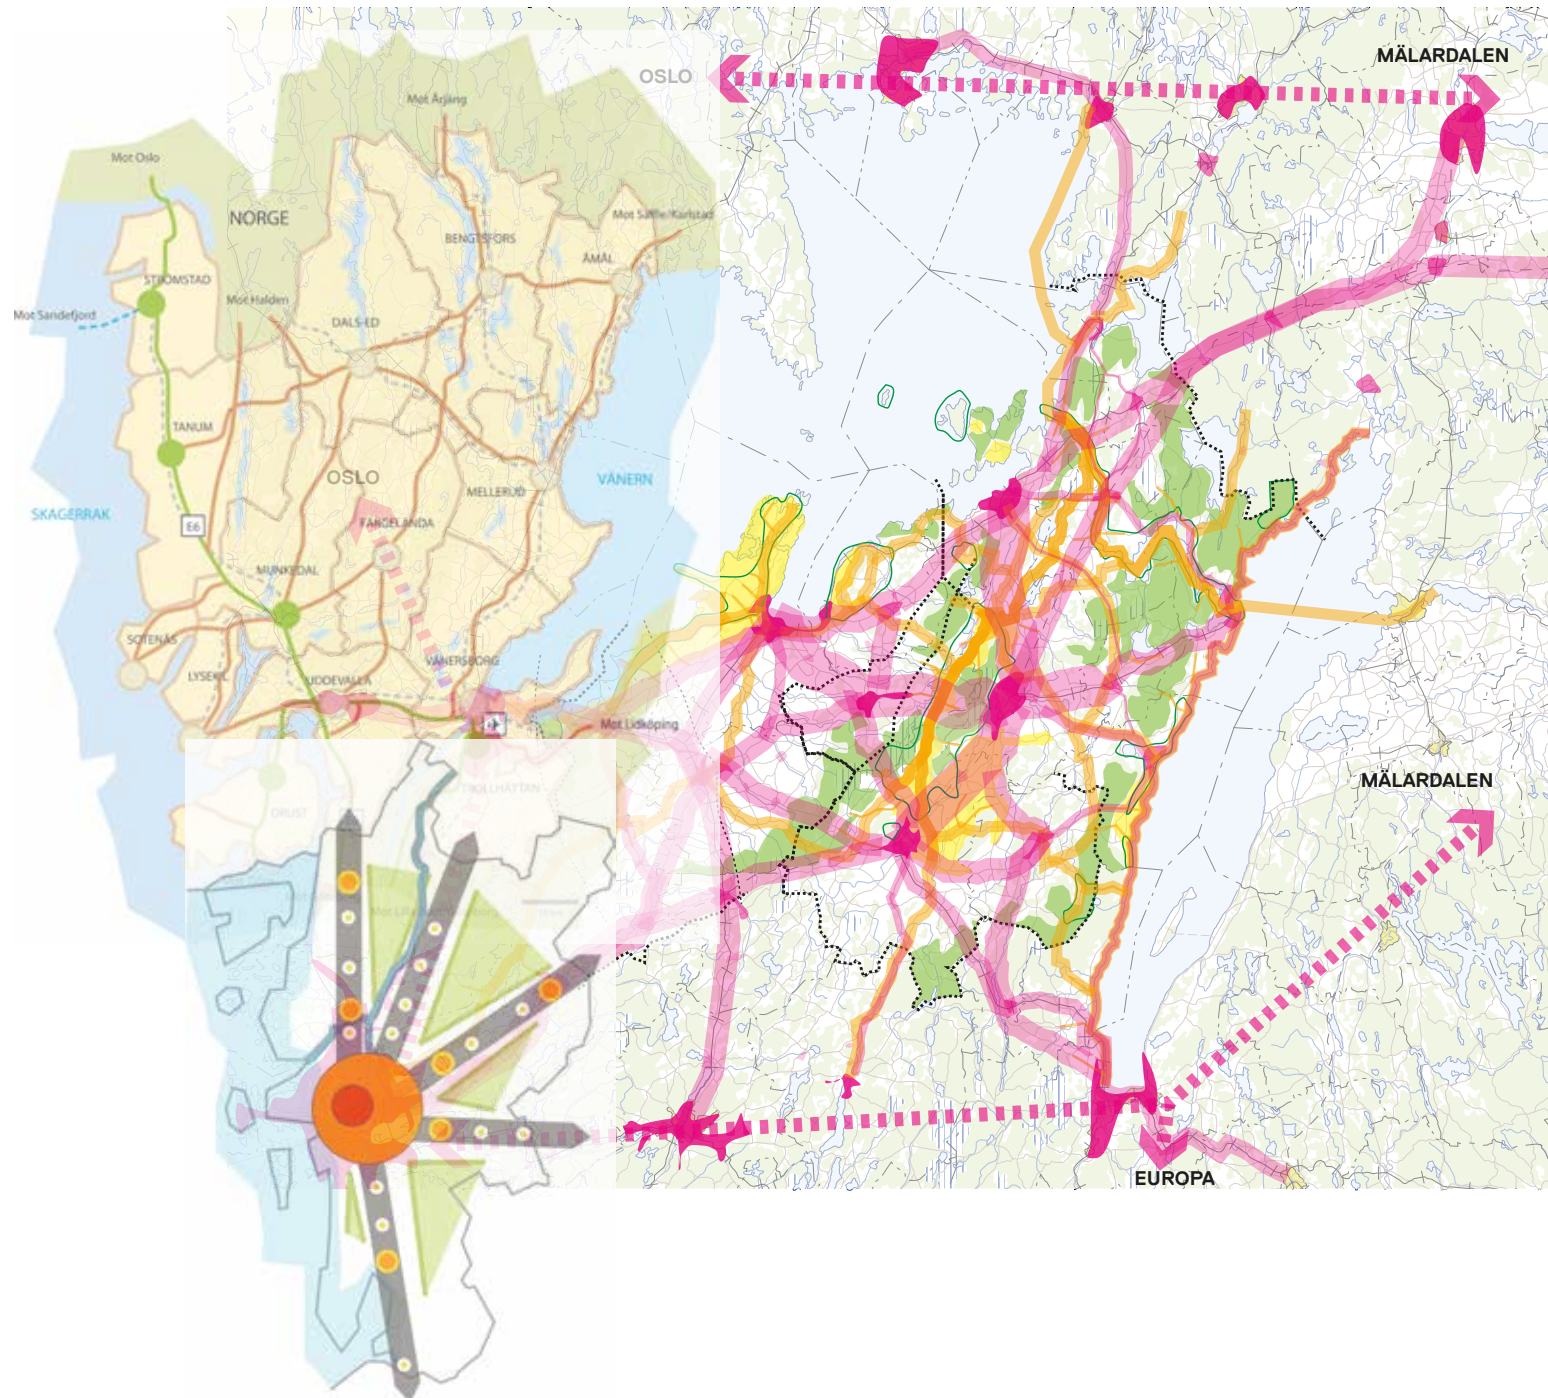 MÄLARDALEN
OSLO
Mot Årjäng
Mot Oslo
NORGE
Mot Säffle/Karlstad
BENGTSFORS
ÅMÅL
STRÖMSTAD
Mot Halden
Mot Sandefjord
DALS-ED
TANUM
OSLO
VÄNERN
MELLERUD
SKAGERRAK
E6
FÄRGELANDA
MUNKEDAL
SOTENÄS
VÄNERSBORG
LYSEKIL
UDDEVALLA
Mot Lidköping
MÄLARDALEN
TROLLHÄTTAN
ORUST
EUROPA